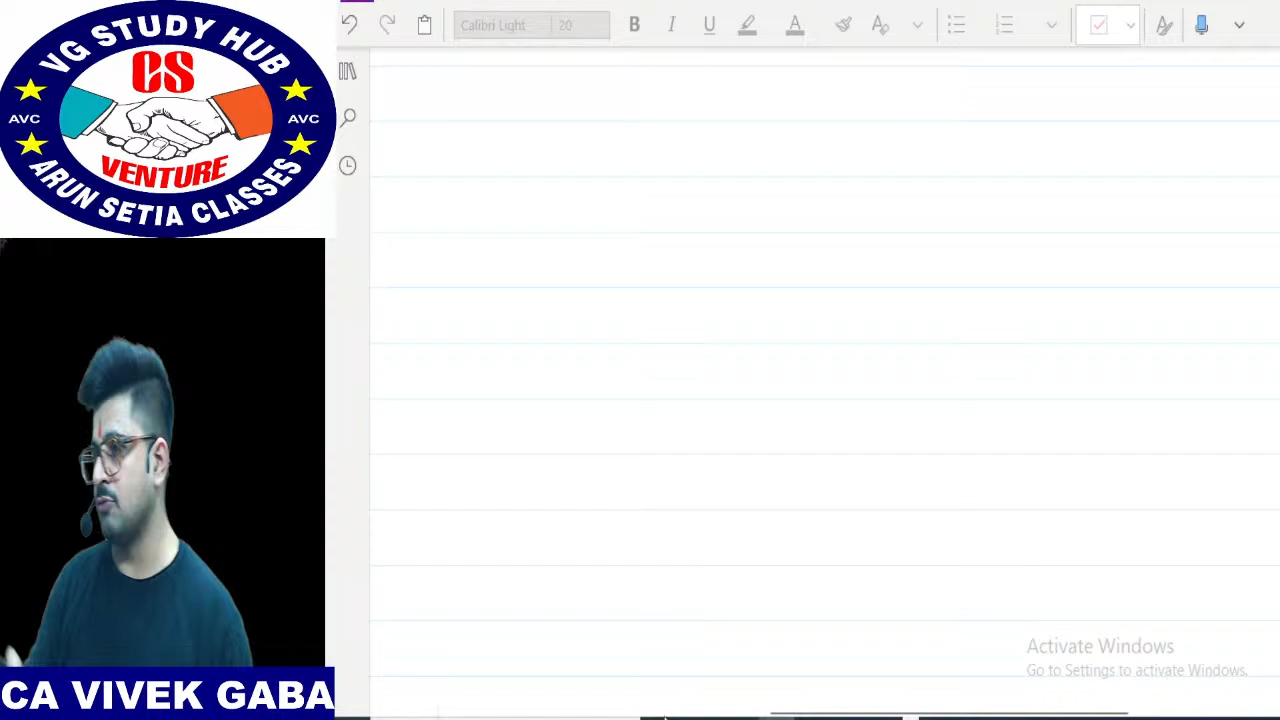 VG STUDY HUB
CS
AVC
AVC
VENTURE
ARUN SETIA CLASSES
Calibri Light
20
B
I
U
A
A
A
Activate Windows
Go to Settings to activate Windows.
CA VIVEK GABA